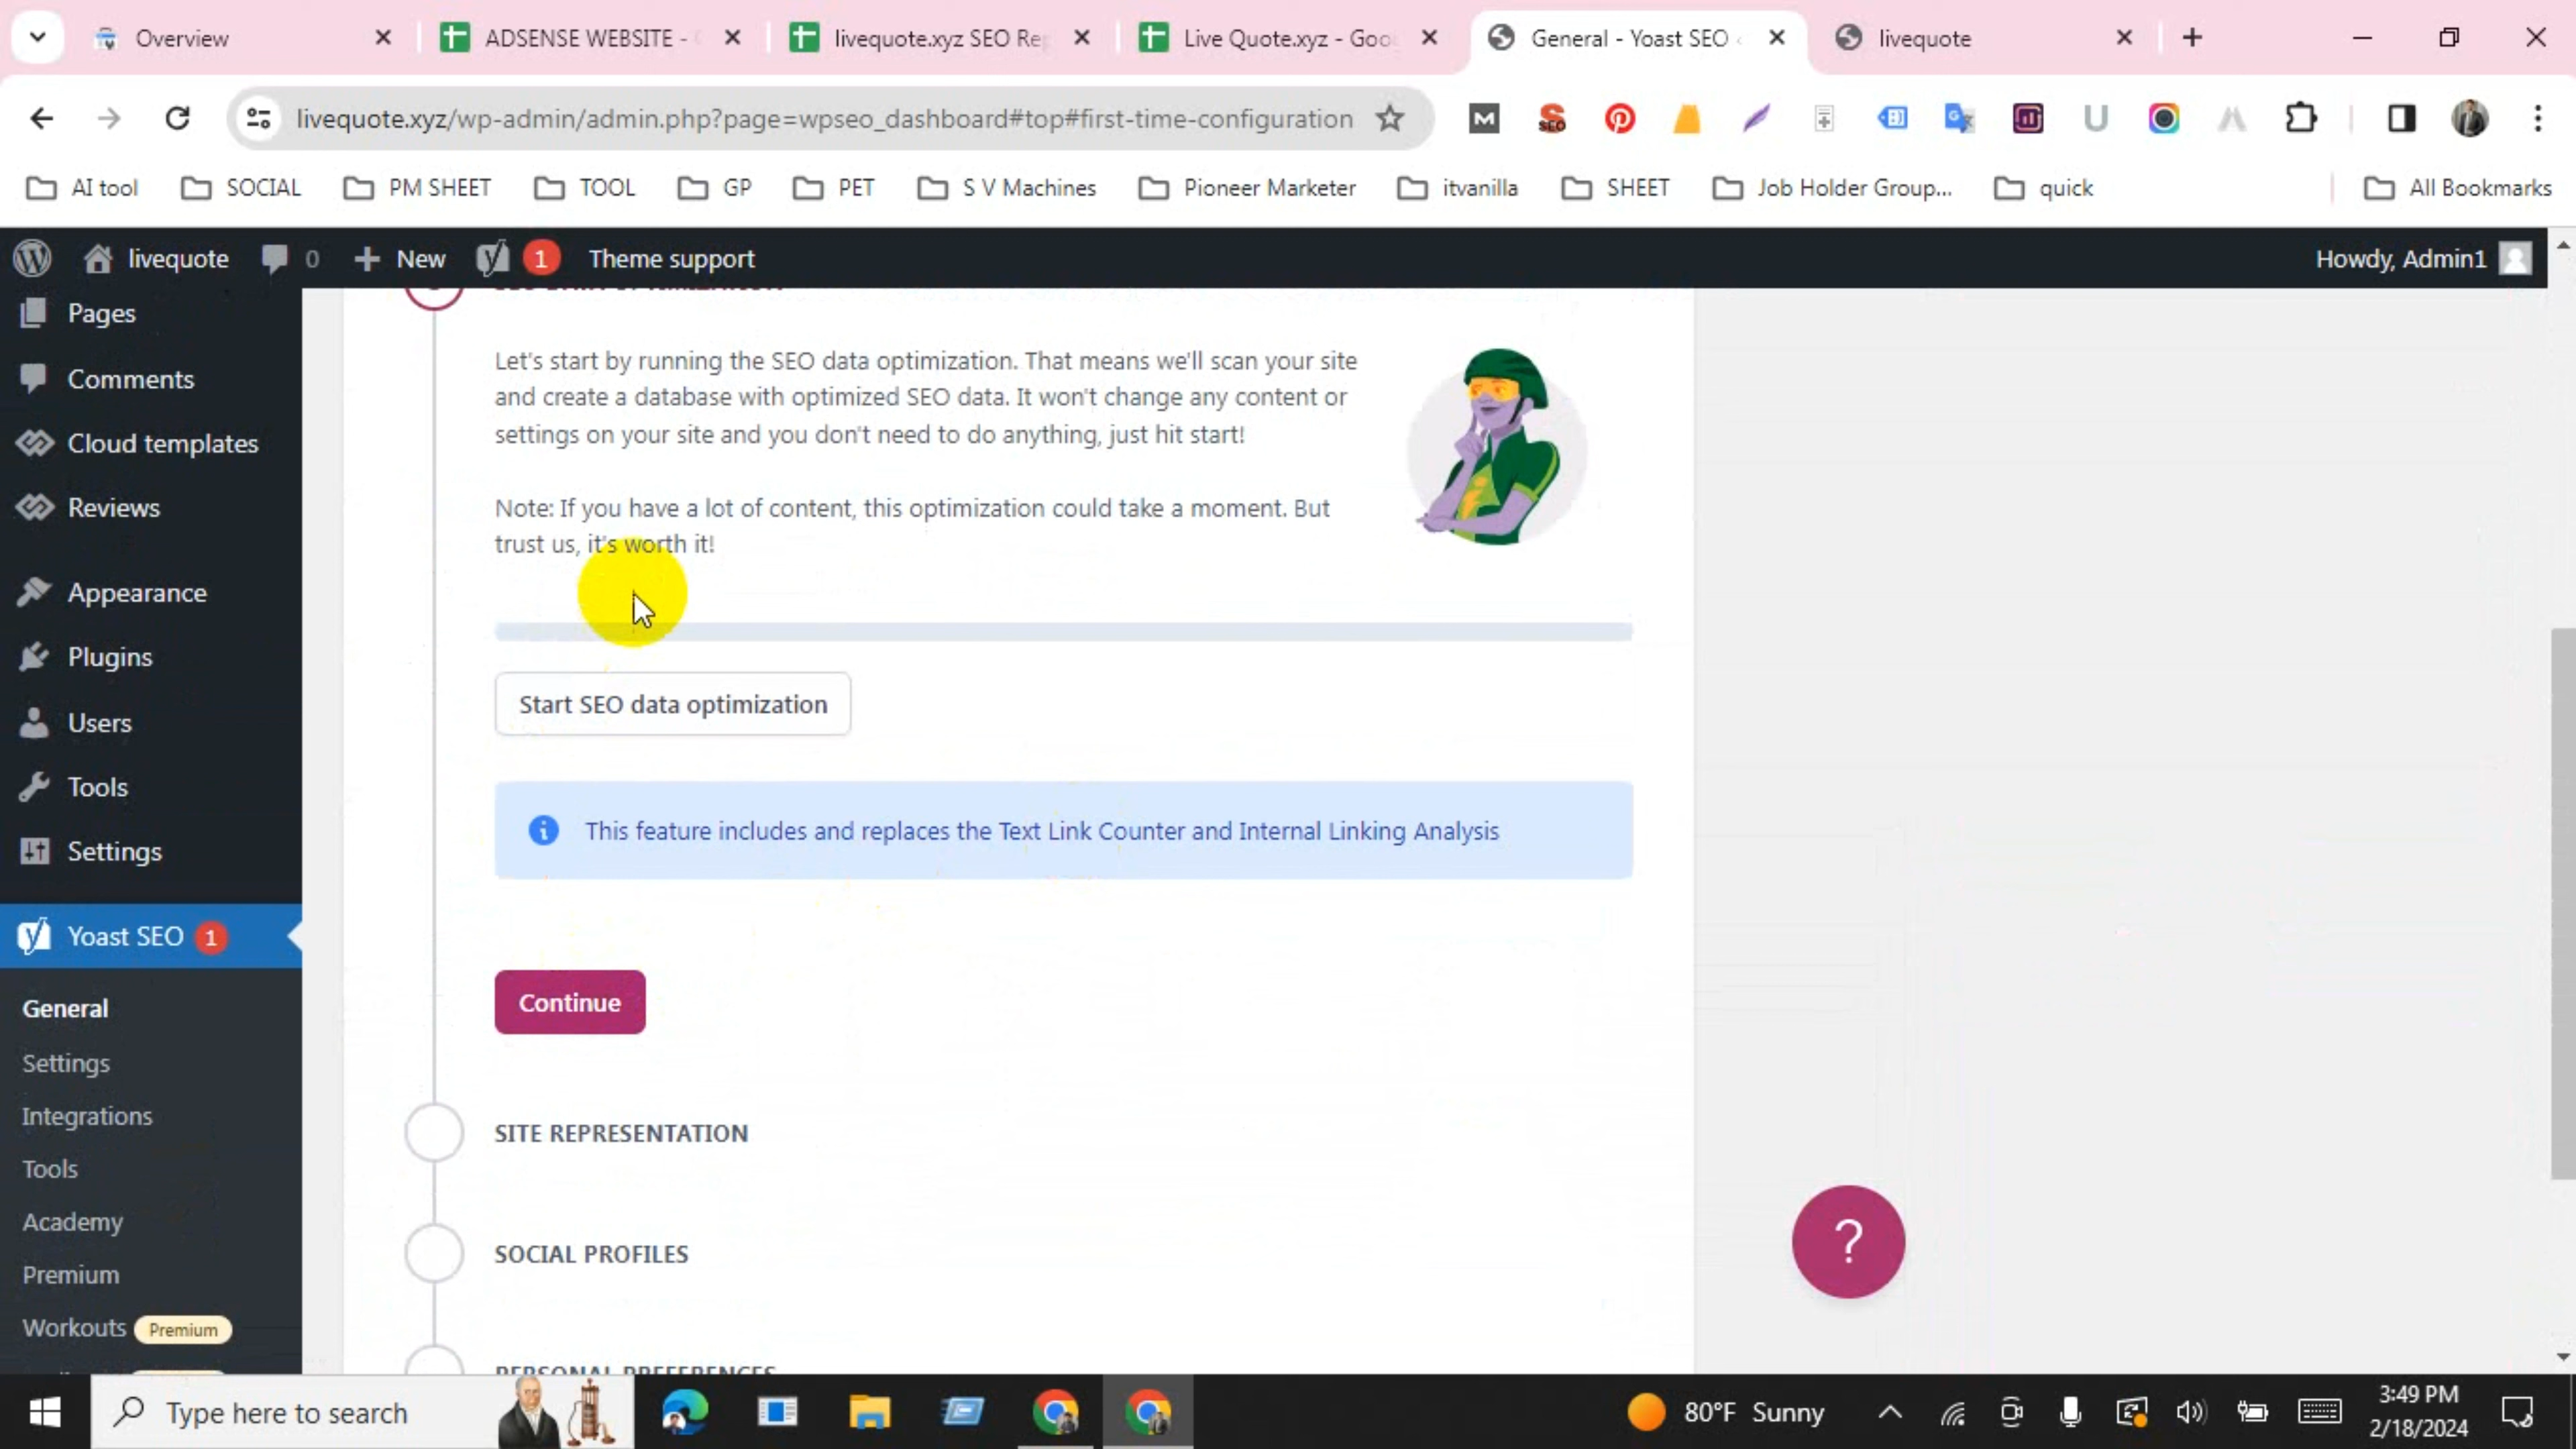 Overview
ADSENSE WEBSITE -
livequote.xyz SEO Re
Live Quote.xyz - Goo
General - Yoast SEO
livequote
livequote.xyz/wp-admin/admin.php?page=wpseo_dashboard#top#first-time-configuration
AI tool
SOCIAL
PM SHEET
TOOL
GP
PET
S V Machines
Pioneer Marketer
itvanilla
SHEET
Job Holder Group...
quick
All Bookmarks
livequote
0
New
1
Theme support
Howdy, Admin1
Pages
Comments
Cloud templates
Reviews
Appearance
Plugins
Users
Tools
Settings
Yoast SEO 1
General
Settings
Integrations
Tools
Academy
Premium
Workouts Premium
Let's start by running the SEO data optimization. That means we'll scan your site
and create a database with optimized SEO data. It won't change any content or
settings on your site and you don't need to do anything, just hit start!
Note: If you have a lot of content, this optimization could take a moment. But
trust us, it's worth it!
Start SEO data optimization
This feature includes and replaces the Text Link Counter and Internal Linking Analysis
Continue
SITE REPRESENTATION
SOCIAL PROFILES
PERSONAL PREFERENCES
?
Type here to search
80°F Sunny
3:49 PM
2/18/2024